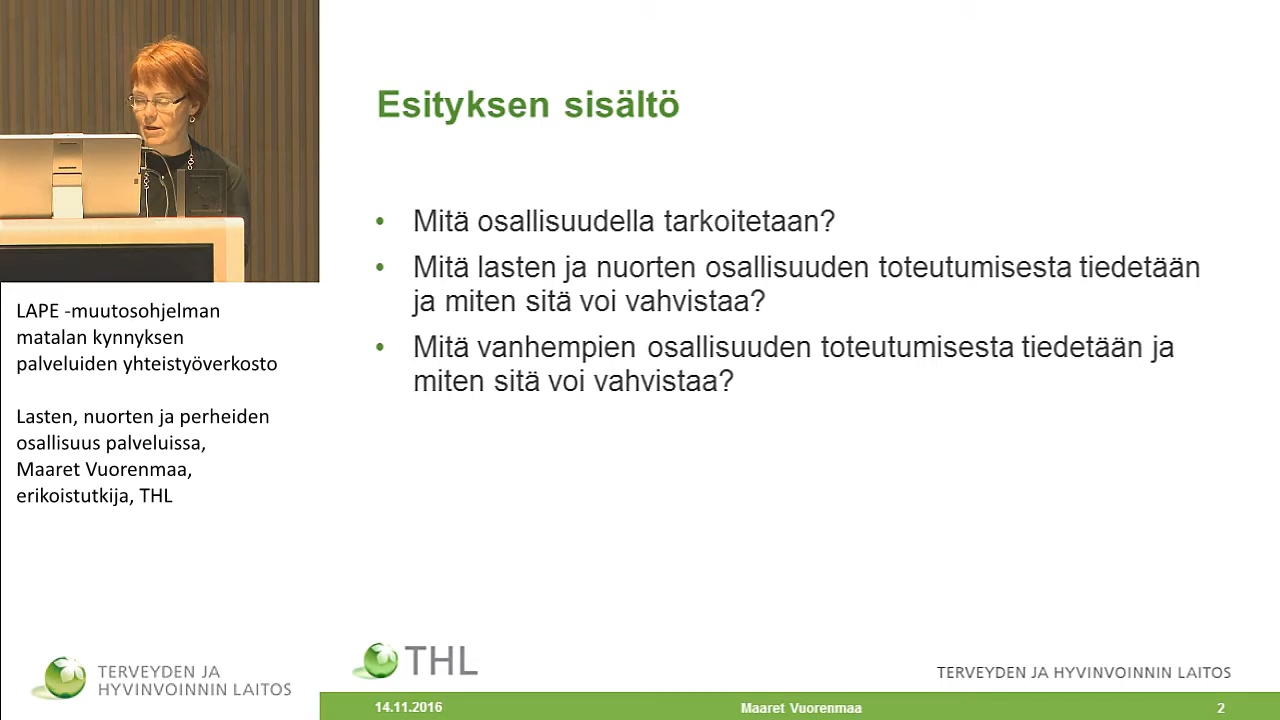 Esityksen sisältö
• Mitä osallisuudella tarkoitetaan?
• Mitä lasten ja nuorten osallisuuden toteutumisesta tiedetään
ja miten sitä voi vahvistaa?
• Mitä vanhempien osallisuuden toteutumisesta tiedetään ja
miten sitä voi vahvistaa?
LAPE -muutosohjelman
matalan kynnyksen
palveluiden yhteistyöverkosto
Lasten, nuorten ja perheiden
osallisuus palveluissa,
Maaret Vuorenmaa,
erikoistutkija, THL
TERVEYDEN JA
HYVINVOINNIN LAITOS
THL
TERVEYDEN JA HYVINVOINNIN LAITOS
14.11.2016
Maaret Vuorenmaa
2